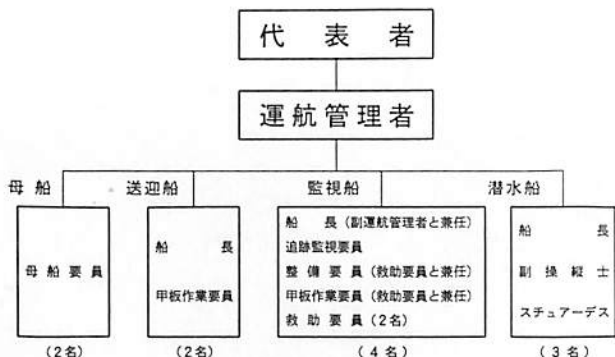 代表者
運航管理者
母船 送迎船 監視船 潜水船
母船要員
(2名)
船長
甲板作業要員
(2名)
船長(副運航管理者と兼任)
追跡監視要員
整備要員(救助要員と兼任)
甲板作業要員(救助要員と兼任)
救助要員(2名)
(4名)
船長
副操縦士
スチュアーデス
(3名)